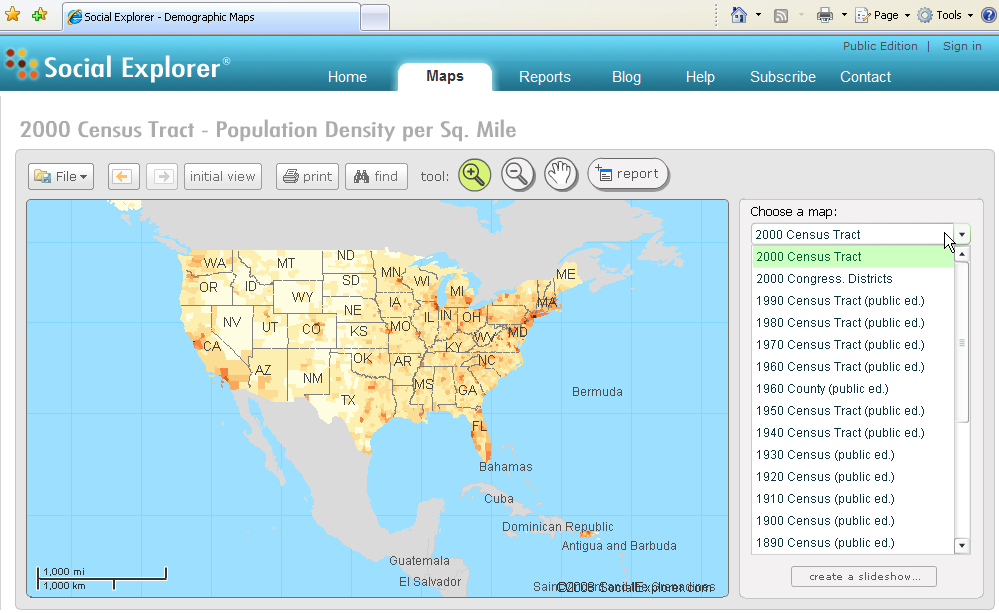 Social Explorer - Demographic Maps
Page
Tools
Public Edition | Sign in
Social Explorer®
Home
Maps
Reports
Blog
Help
Subscribe
Contact
2000 Census Tract - Population Density per Sq. Mile
File
initial view
print
find
tool:
report
Choose a map:
2000 Census Tract
2000 Census Tract
2000 Congress. Districts
1990 Census Tract (public ed.)
1980 Census Tract (public ed.)
1970 Census Tract (public ed.)
1960 Census Tract (public ed.)
1960 County (public ed.)
1950 Census Tract (public ed.)
1940 Census Tract (public ed.)
1930 Census (public ed.)
1920 Census (public ed.)
1910 Census (public ed.)
1900 Census (public ed.)
1890 Census (public ed.)
create a slideshow...
WA
MT
ND
MN
WI
MI
ME
OR
ID
WY
SD
IA
IL
IN
OH
MA
NV
UT
CO
NE
KS
MO
KY
WV
MD
CA
AZ
NM
OK
AR
NC
TX
MS
GA
FL
Bermuda
Bahamas
Cuba
Dominican Republic
Antigua and Barbuda
Guatemala
El Salvador
1,000 mi
1,000 km
©2008 SocialExplorer.com